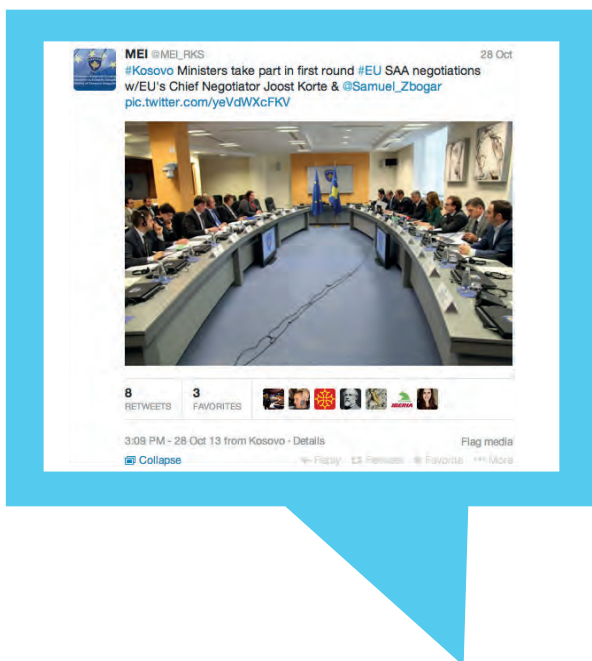 MEI @MEI_RKS 28 Oct
#Kosovo Ministers take part in first round #EU SAA negotiations
w/EU's Chief Negotiator Joost Korte & @Samuel_Zbogar
pic.twitter.com/yeVdWXcFKV
8 3
RETWEETS FAVORITES
IBERIA
3:09 PM - 28 Oct 13 from Kosovo · Details Flag media
Collapse Reply Retweet Favorite More